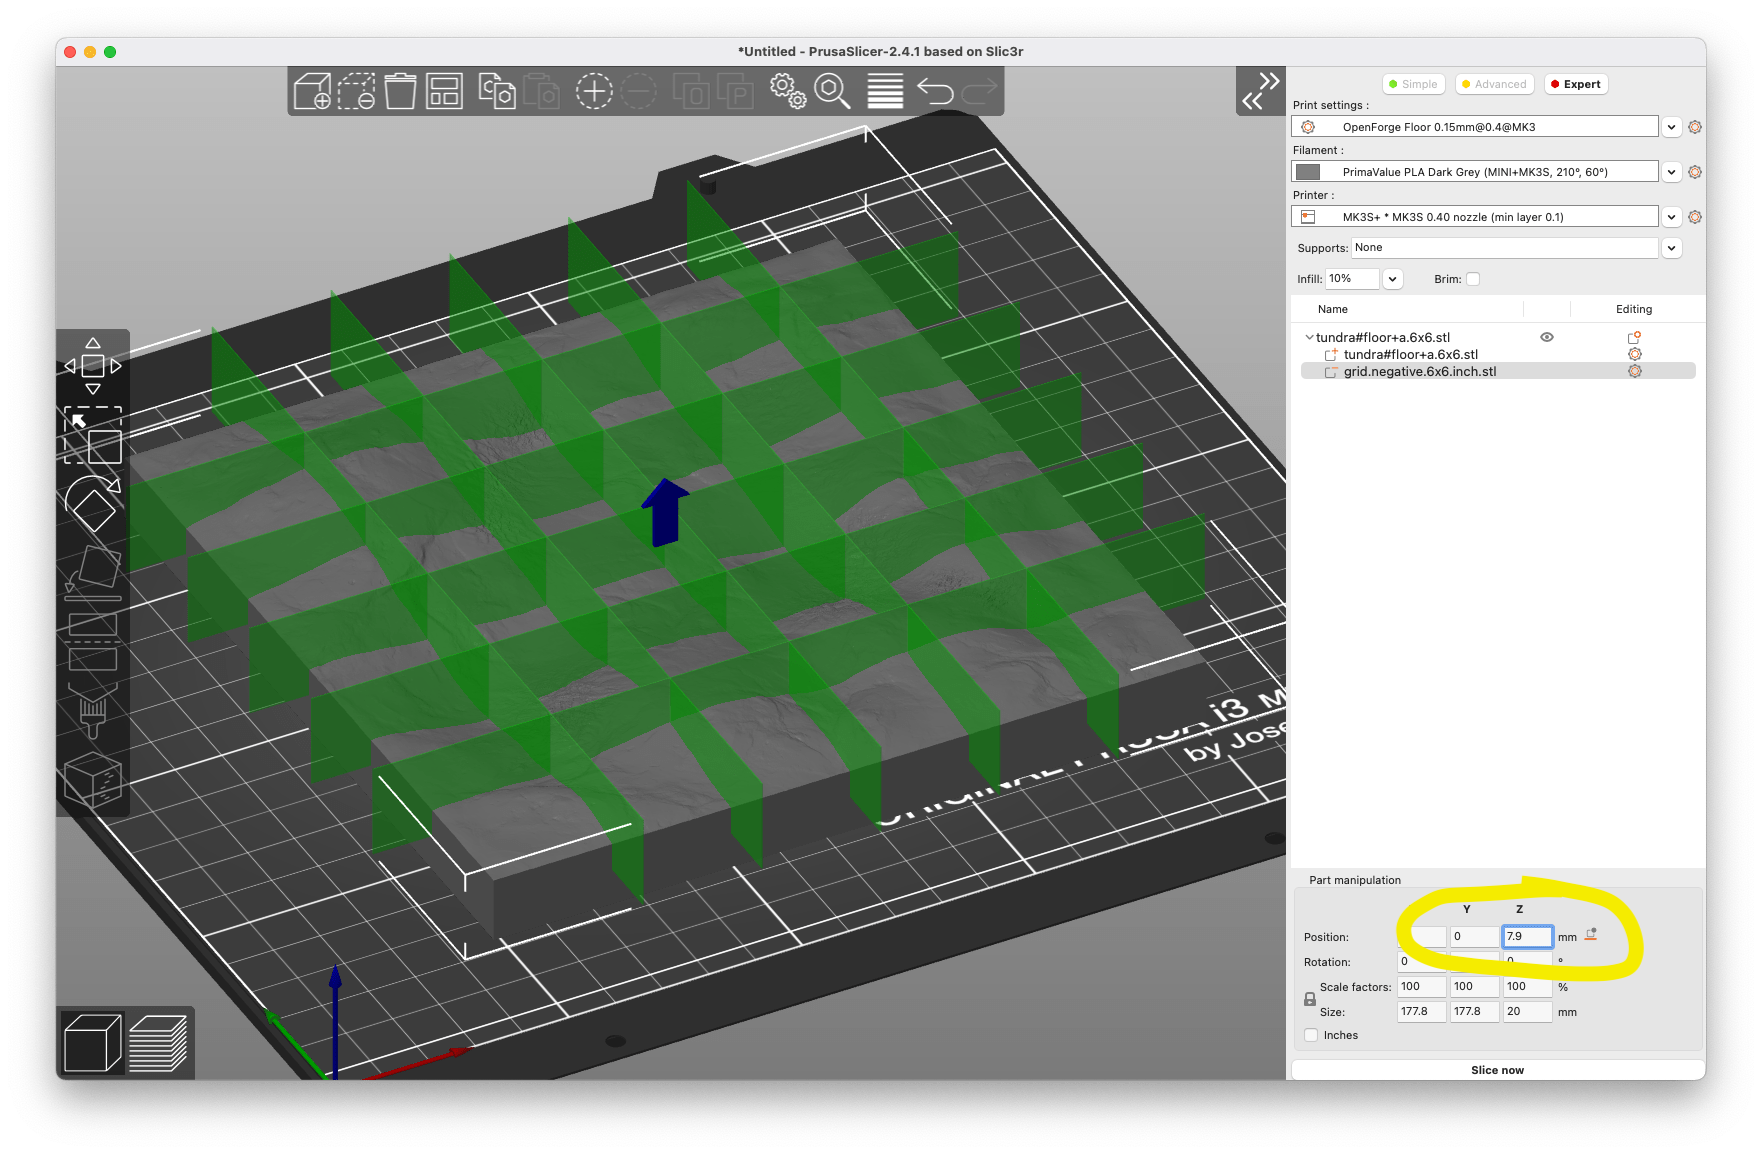 *Untitled - PrusaSlicer-2.4.1 based on Slic3r
Simple Advanced Expert
Print settings :
OpenForge Floor 0.15mm@0.4@MK3
Filament :
PrimaValue PLA Dark Grey (MINI+MK3S, 210°, 60°)
Printer :
MK3S+ * MK3S 0.40 nozzle (min layer 0.1)
Supports: None
Infill: 10% Brim:
Name Editing
tundra#floor+a.6x6.stl
tundra#floor+a.6x6.stl
grid.negative.6x6.inch.stl
i3 M
by Jose
Part manipulation
Y Z
Position: 0 7.9 mm
Rotation: 0 0 °
Scale factors: 100 100 100 %
Size: 177.8 177.8 20 mm
Inches
Slice now